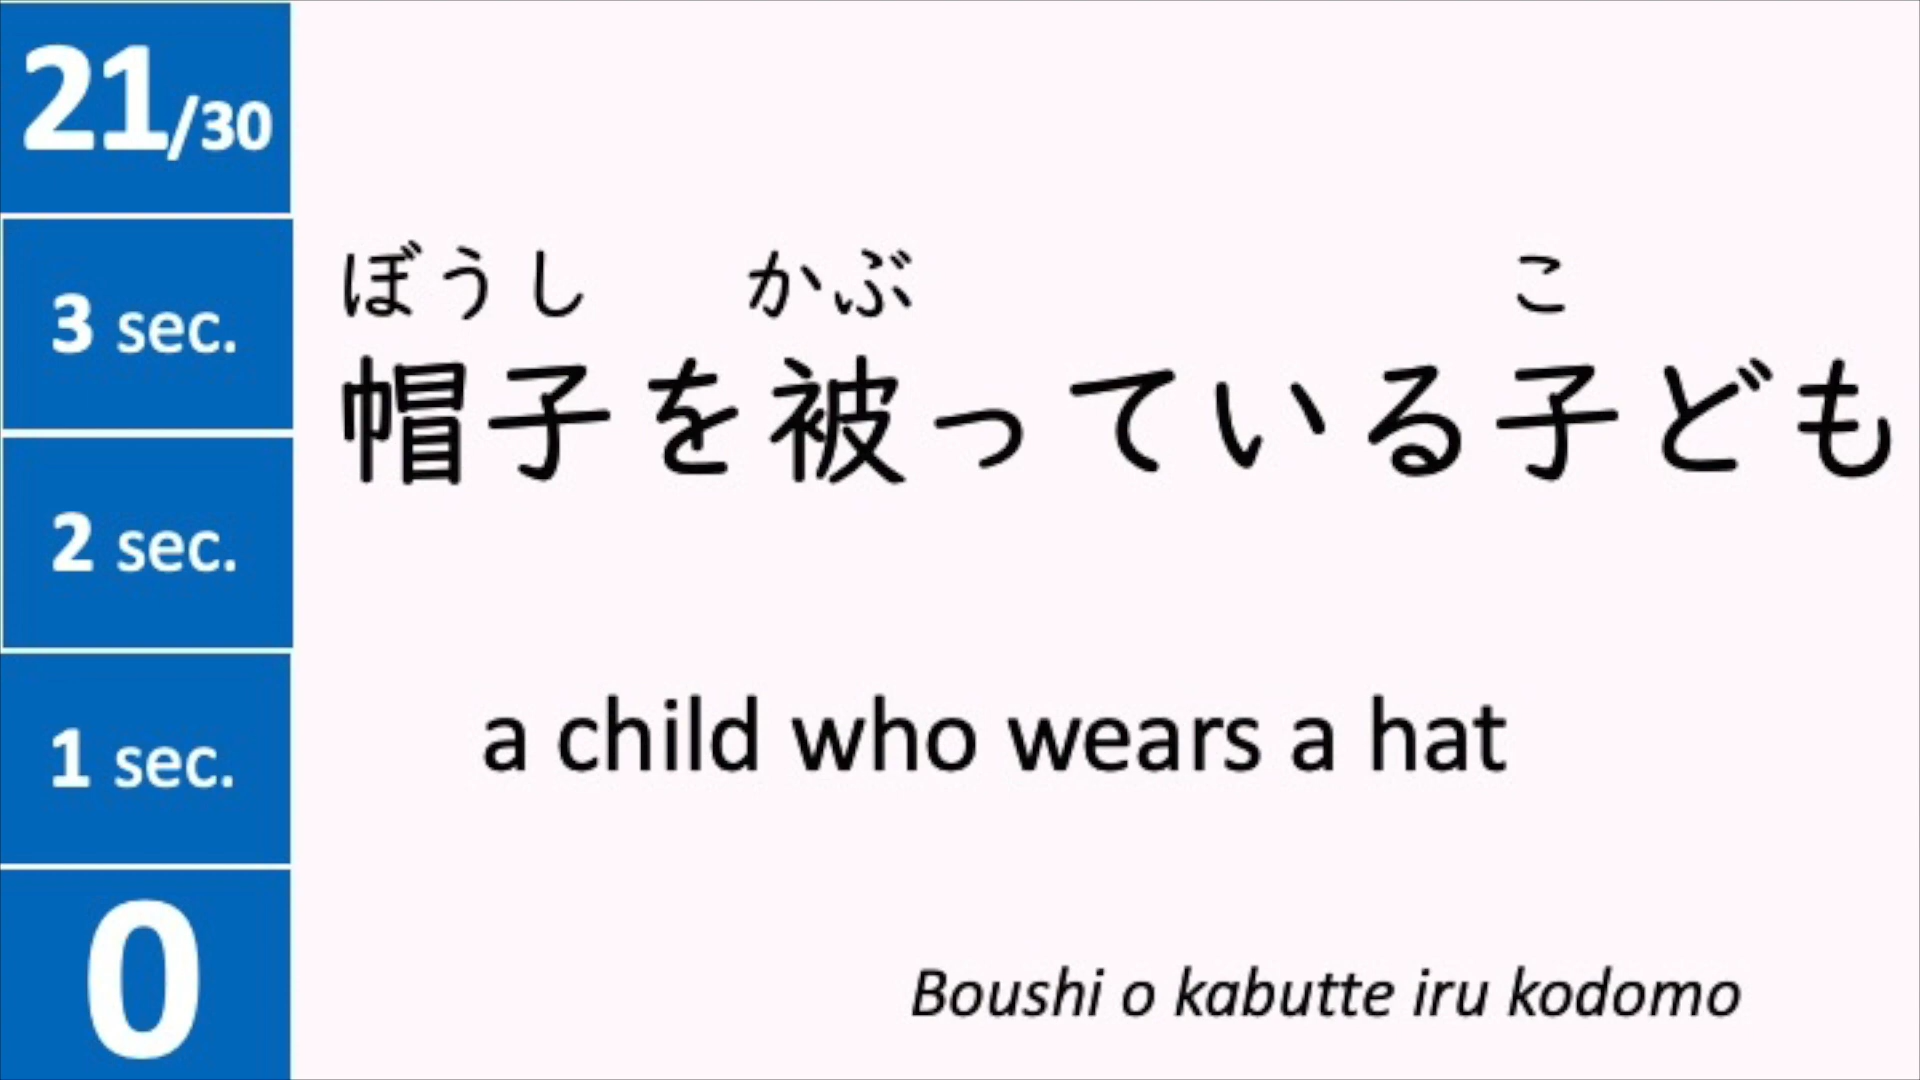 21/30
3 sec.
2 sec.
1 sec.
0
ぼうし かぶ こ
帽子を被っている子ども
a child who wears a hat
Boushi o kabutte iru kodomo